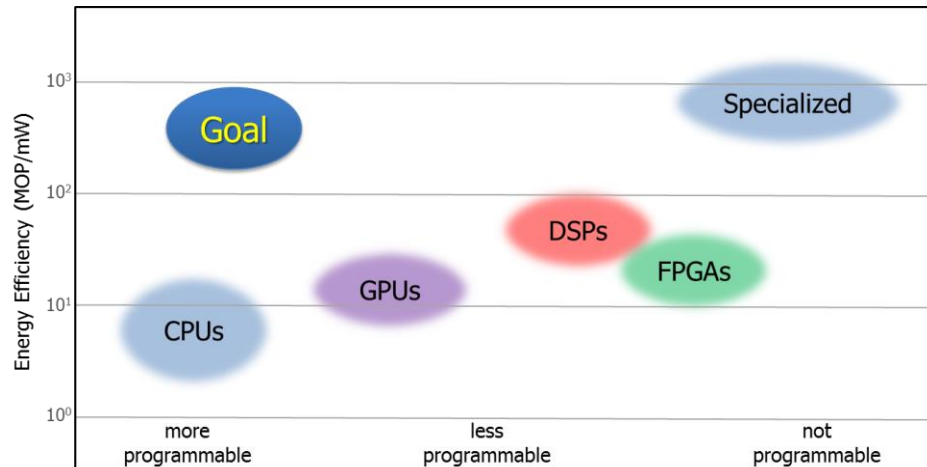 Energy Efficiency (MOP/mW)
10³
10²
10¹
10⁰
Goal
Specialized
DSPs
FPGAs
GPUs
CPUs
more
programmable
less
programmable
not
programmable